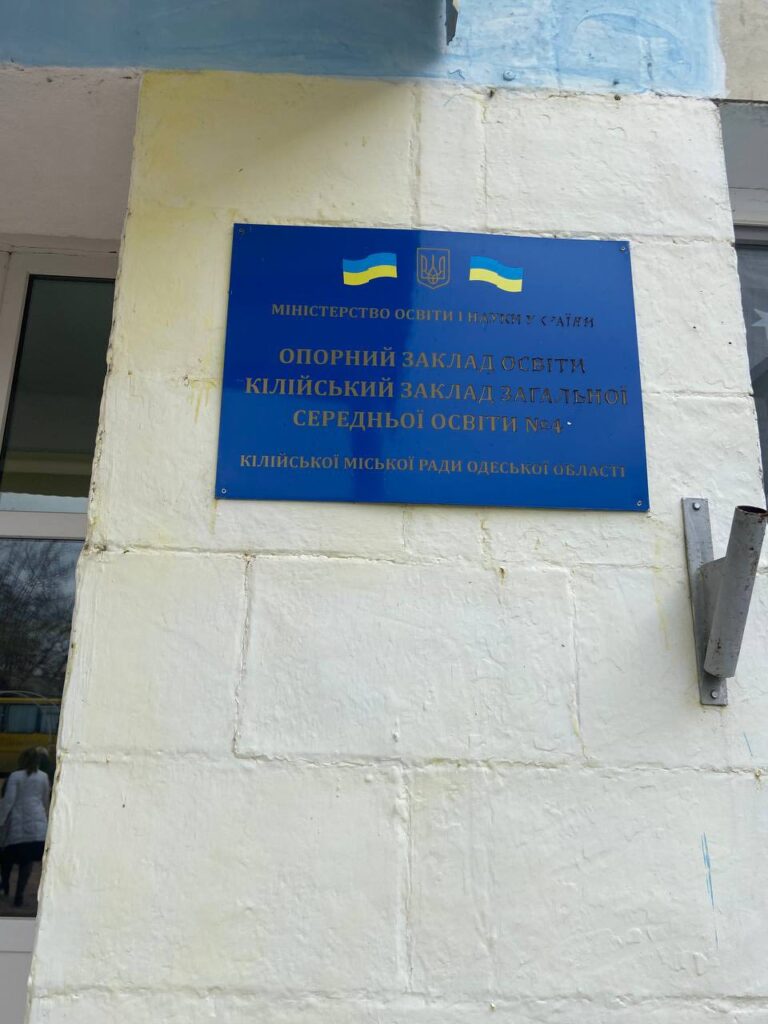 МІНІСТЕРСТВО ОСВІТИ І НАУКИ УКРАЇНИ
ОПОРНИЙ ЗАКЛАД ОСВІТИ
КІЛІЙСЬКИЙ ЗАКЛАД ЗАГАЛЬНОЇ
СЕРЕДНЬОЇ ОСВІТИ №4
КІЛІЙСЬКОЇ МІСЬКОЇ РАДИ ОДЕСЬКОЇ ОБЛАСТІ